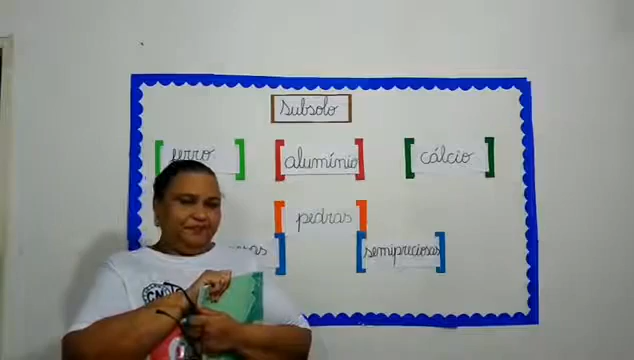 subsolo
ferro
alumínio
cálcio
pedras
semipreciosas